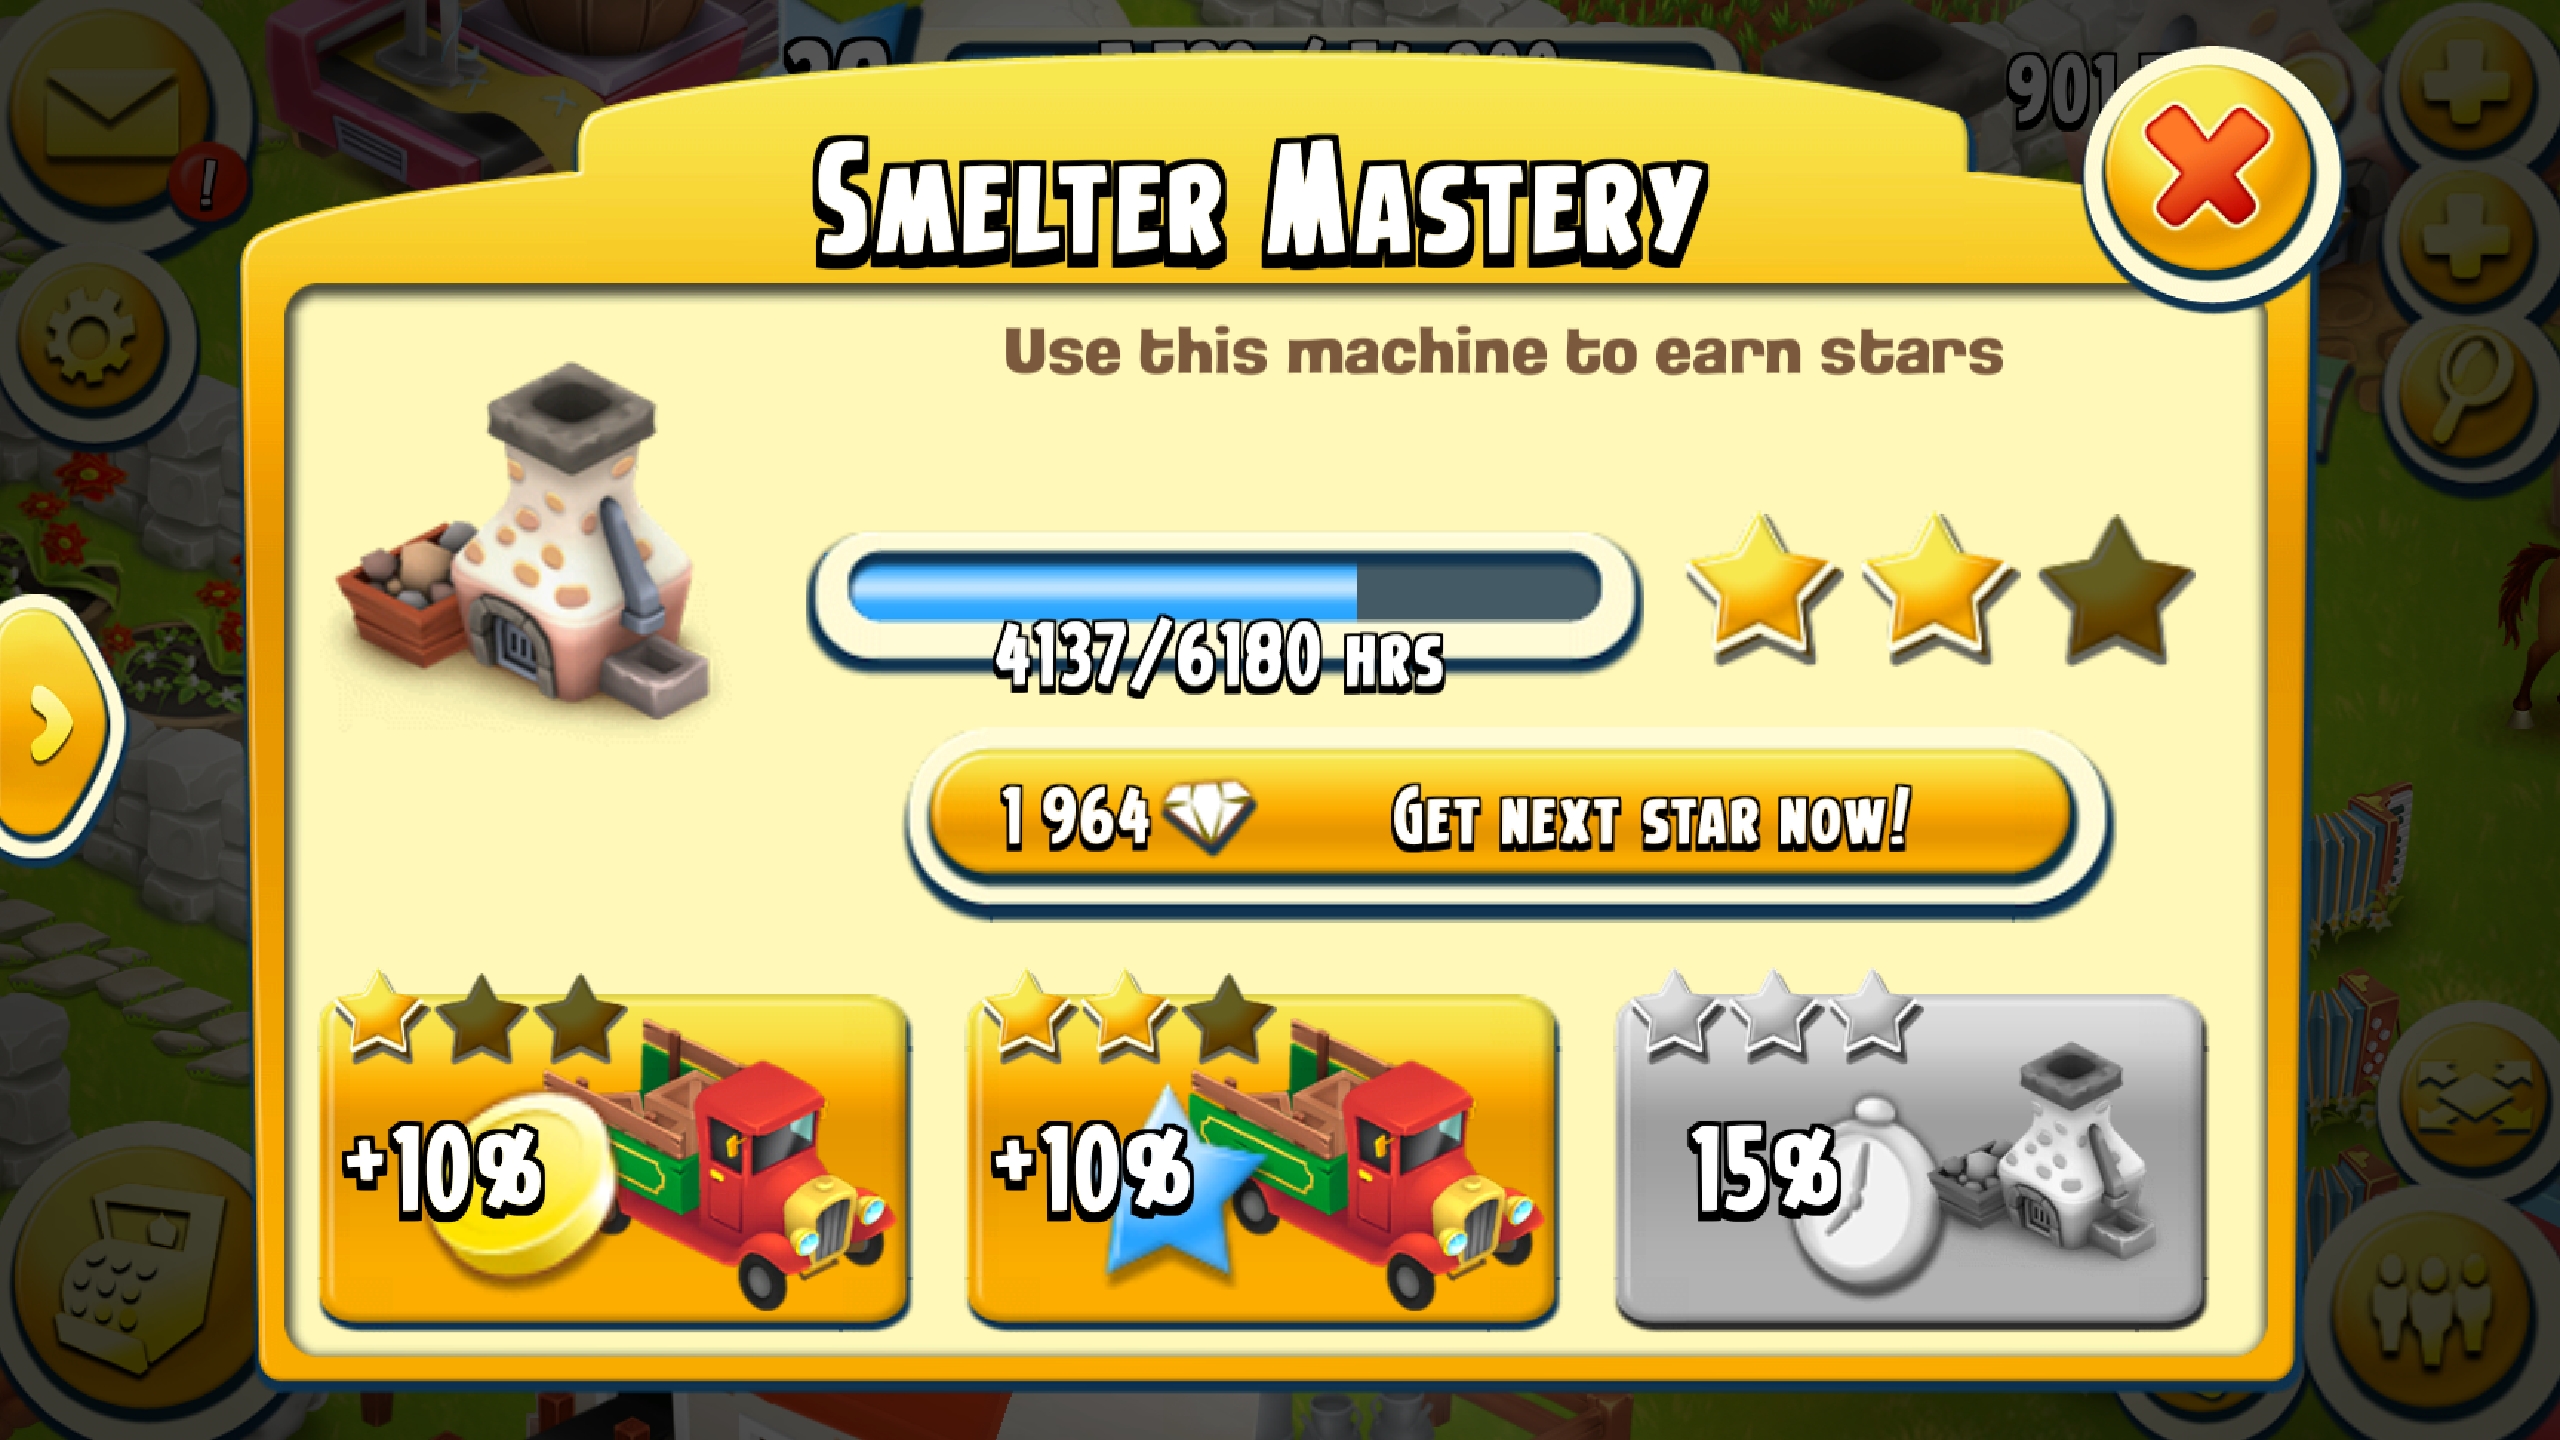 Smelter Mastery
Use this machine to earn stars
4137/6180 hrs
1 964 Get next star now!
+10% +10% 15%
!